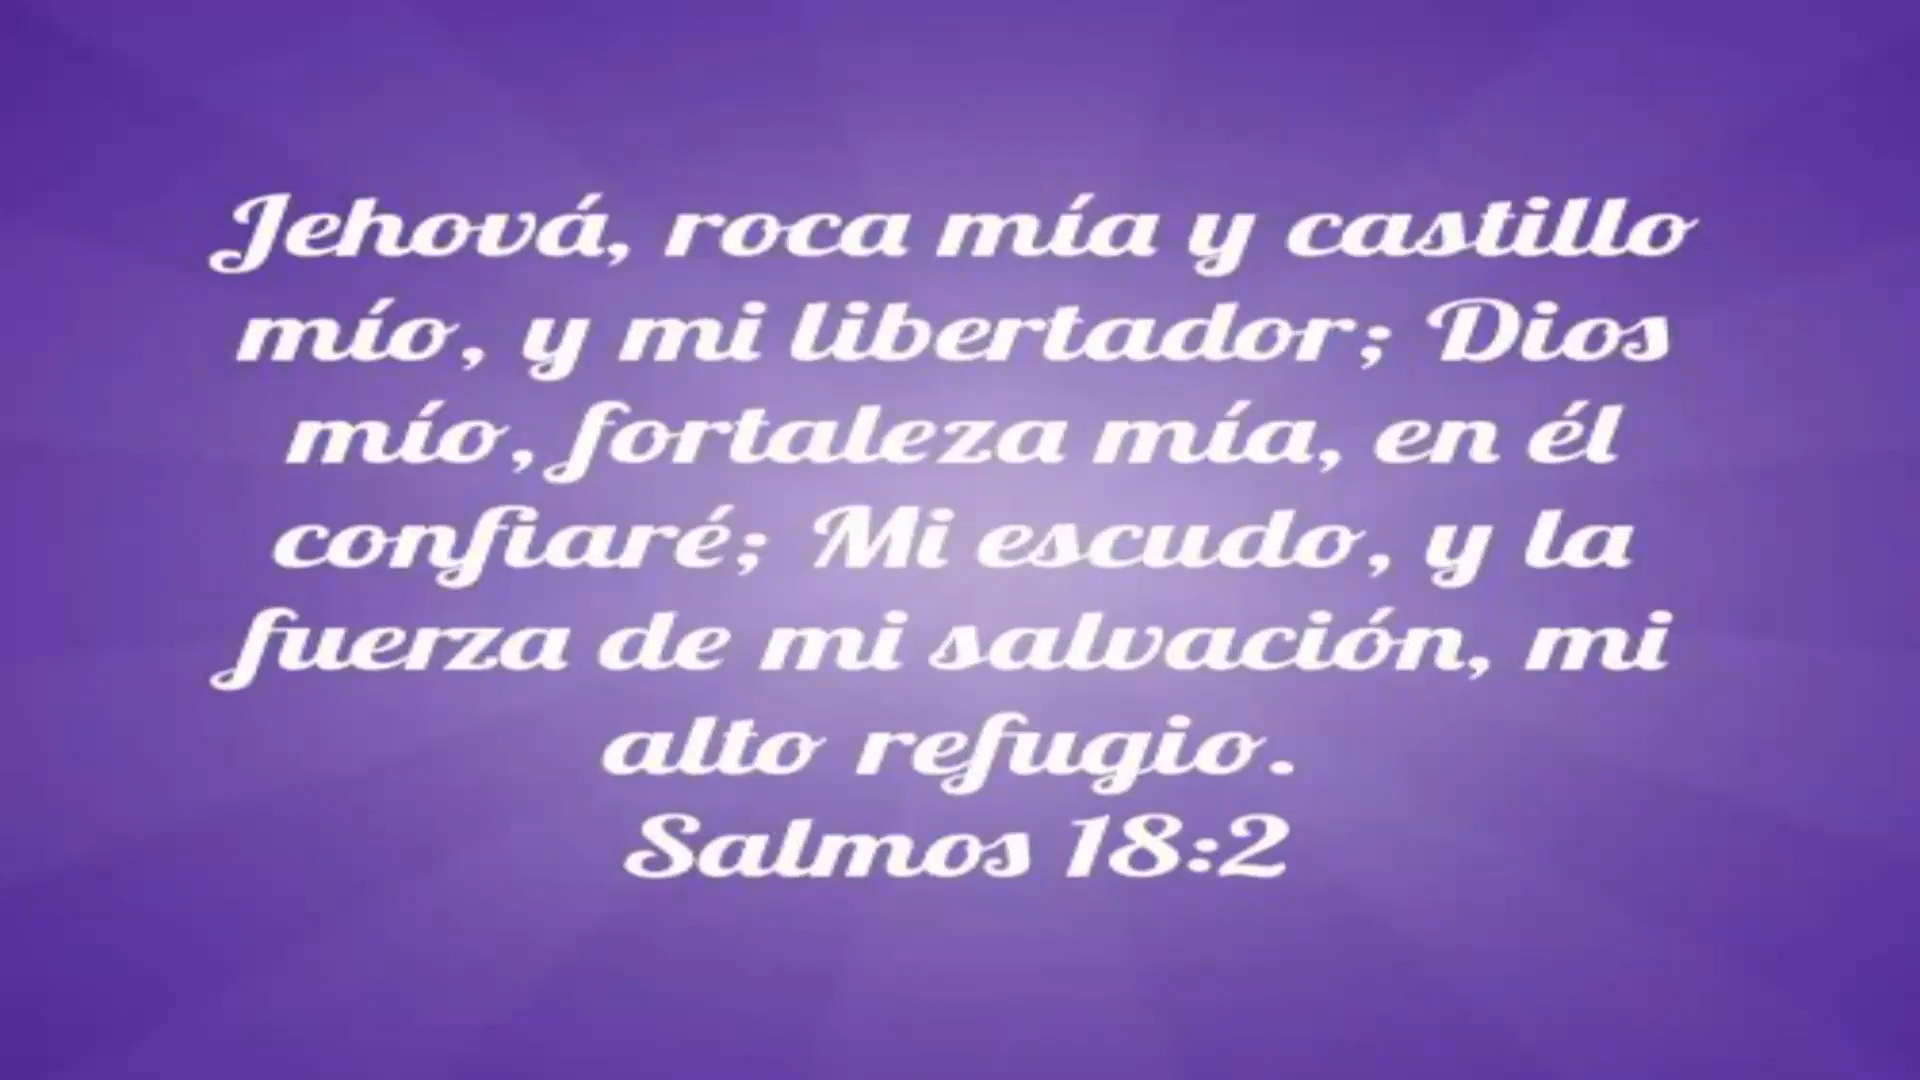 Jehová, roca mía y castillo
mío, y mi libertador; Dios
mío, fortaleza mía, en él
confiaré; Mi escudo, y la
fuerza de mi salvación, mi
alto refugio.
Salmos 18:2